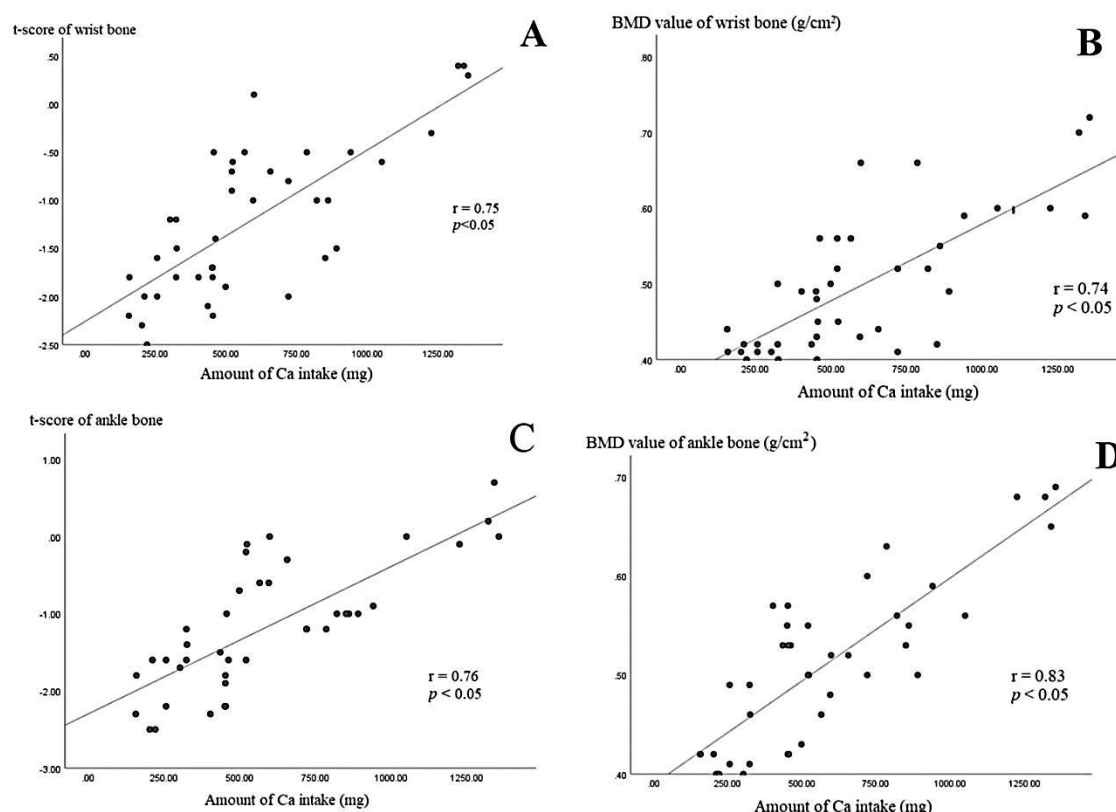 t-score of wrist bone
A
.50
.00
-.50
-1.00
-1.50
-2.00
-2.50
r = 0.75
p<0.05
.00 250.00 500.00 750.00 1000.00 1250.00
Amount of Ca intake (mg)
BMD value of wrist bone (g/cm²)
B
.80
.70
.60
.50
.40
r = 0.74
p < 0.05
.00 250.00 500.00 750.00 1000.00 1250.00
Amount of Ca intake (mg)
t-score of ankle bone
C
1.00
.00
-1.00
-2.00
-3.00
r = 0.76
p < 0.05
.00 250.00 500.00 750.00 1000.00 1250.00
Amount of Ca intake (mg)
BMD value of ankle bone (g/cm²)
D
.70
.60
.50
.40
r = 0.83
p < 0.05
.00 250.00 500.00 750.00 1000.00 1250.00
Amount of Ca intake (mg)